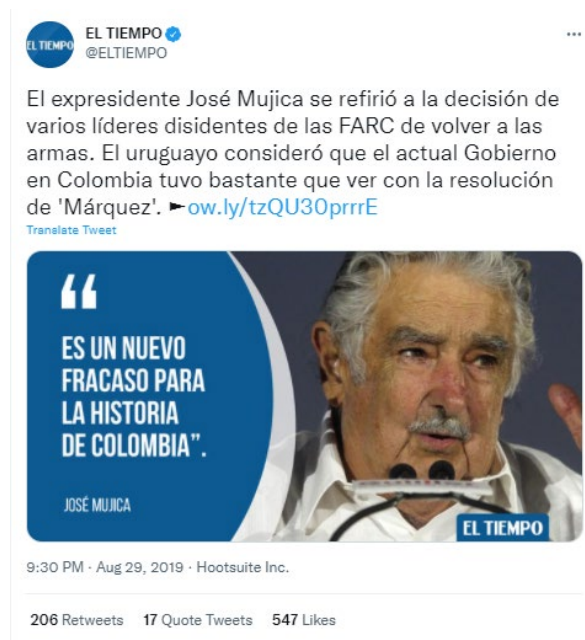 EL TIEMPO
EL TIEMPO
@ELTIEMPO
El expresidente José Mujica se refirió a la decisión de
varios líderes disidentes de las FARC de volver a las
armas. El uruguayo consideró que el actual Gobierno
en Colombia tuvo bastante que ver con la resolución
de 'Márquez'. ►ow.ly/tzQU30prrrE
Translate Tweet
“
ES UN NUEVO
FRACASO PARA
LA HISTORIA
DE COLOMBIA”.
JOSÉ MUJICA
EL TIEMPO
9:30 PM · Aug 29, 2019 · Hootsuite Inc.
206 Retweets 17 Quote Tweets 547 Likes